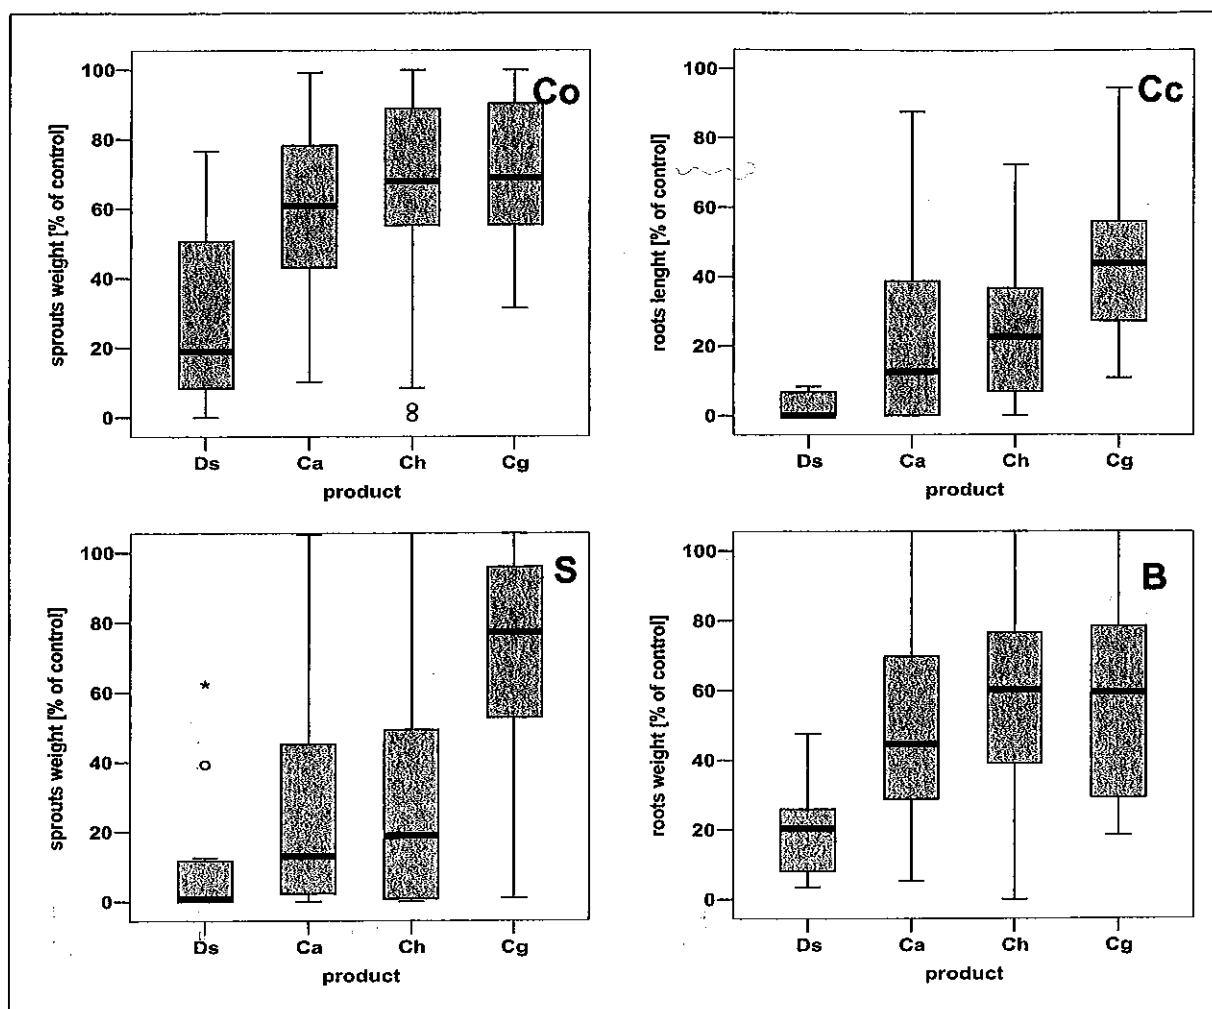 Co
sprouts weight [% of control]
100
80
60
40
20
0
Ds Ca Ch Cg
product
Cc
roots lenght [% of control]
100
80
60
40
20
0
Ds Ca Ch Cg
product
S
sprouts weight [% of control]
100
80
60
40
20
0
Ds Ca Ch Cg
product
B
roots weight [% of control]
100
80
60
40
20
0
Ds Ca Ch Cg
product